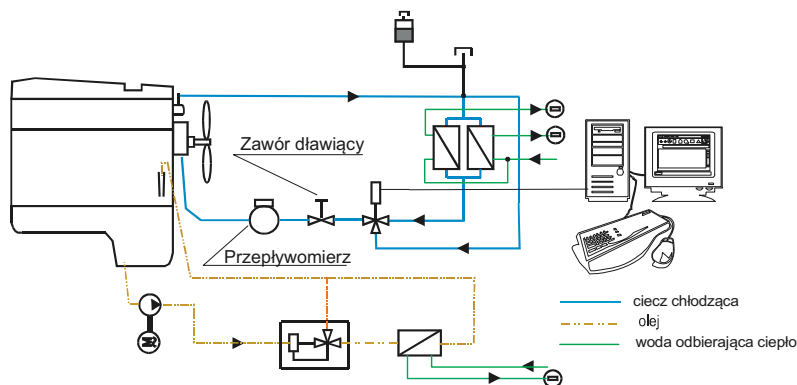 Zawór dławiący
Przepływomierz
ciecz chłodząca
olej
woda odbierająca ciepło